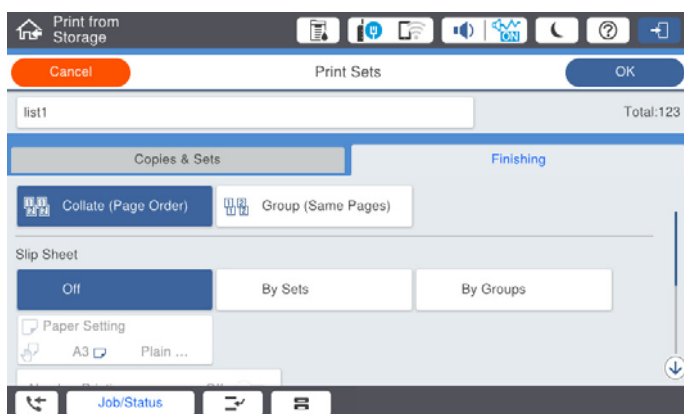 Print from
Storage
ON
Cancel
Print Sets
OK
list1
Total:123
Copies & Sets
Finishing
Collate (Page Order)
Group (Same Pages)
Slip Sheet
Off
By Sets
By Groups
Paper Setting
A3
Plain ...
Job/Status